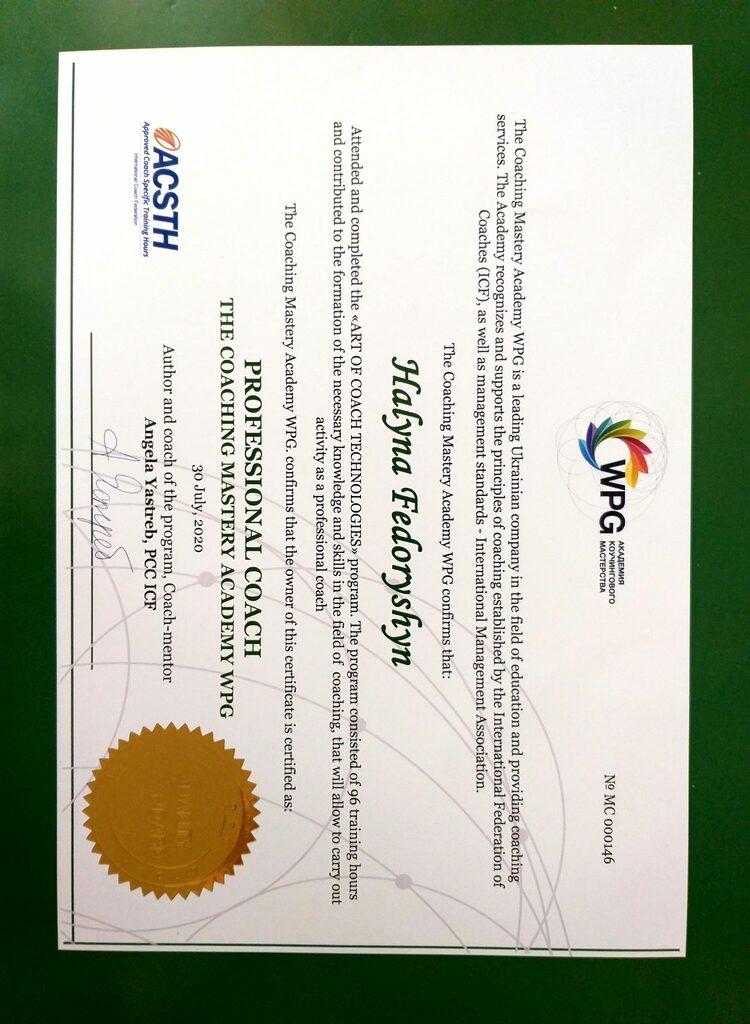 WPG
АКАДЕМИЯ
КОУЧИНГОВОГО
МАСТЕРСТВА
№ MC 000146
The Coaching Mastery Academy WPG is a leading Ukrainian company in the field of education and providing coaching
services. The Academy recognizes and supports the principles of coaching established by the International Federation of
Coaches (ICF), as well as management standards - International Management Association.
The Coaching Mastery Academy WPG confirms that:
Halyna Fedoryshyn
Attended and completed the «ART OF COACH TECHNOLOGIES» program. The program consisted of 96 training hours
and contributed to the formation of the necessary knowledge and skills in the field of coaching, that will allow to carry out
activity as a professional coach
The Coaching Mastery Academy WPG. confirms that the owner of this certificate is certified as:
PROFESSIONAL COACH
THE COACHING MASTERY ACADEMY WPG
30 July, 2020
ACSTH
Approved Coach Specific Training Hours
International Coach Federation
Author and coach of the program, Coach-mentor
Angela Yastreb, PCC ICF